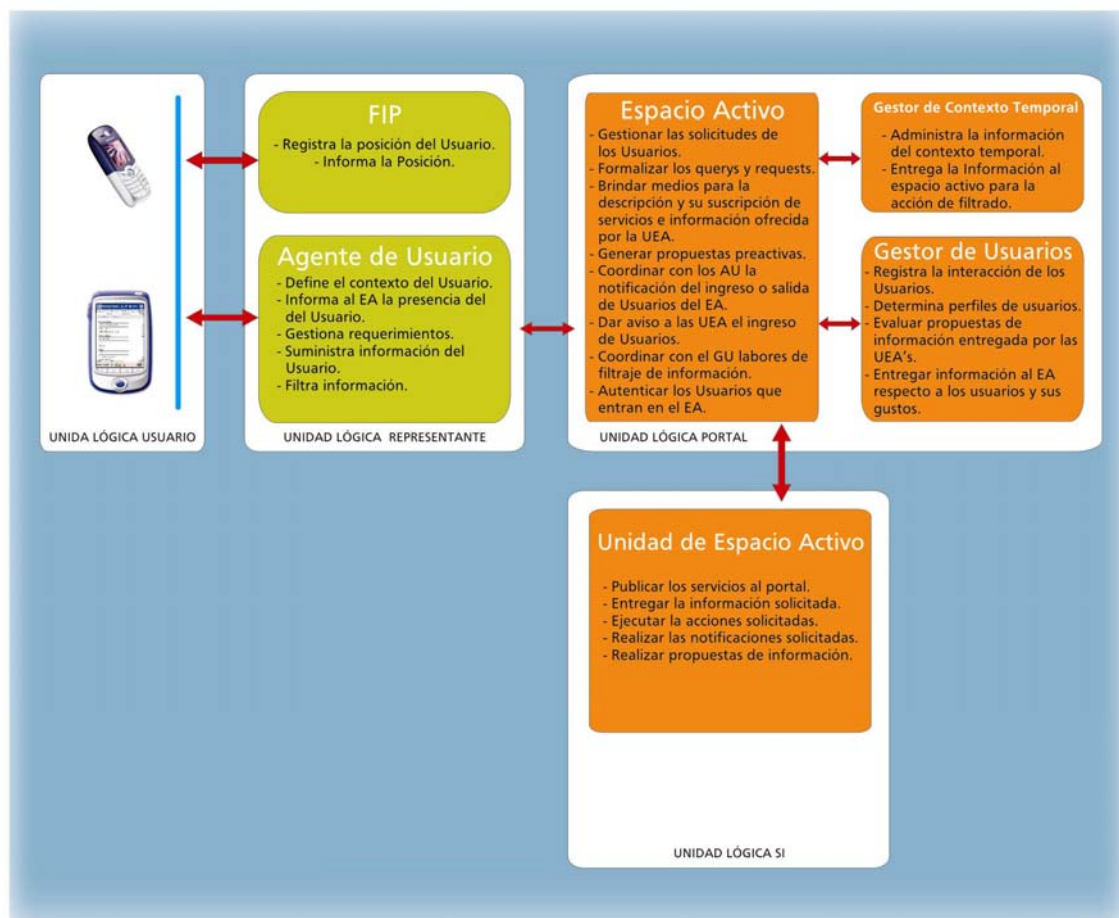 FIP
- Registra la posición del Usuario.
- Informa la Posición.
Agente de Usuario
- Define el contexto del Usuario.
- Informa al EA la presencia del
del Usuario.
- Gestiona requerimientos.
- Suministra información del
Usuario.
- Filtra información.
UNIDA LÓGICA USUARIO
UNIDAD LÓGICA REPRESENTANTE
Espacio Activo
- Gestionar las solicitudes de
los Usuarios.
- Formalizar los querys y requests.
- Brindar medios para la
descripción y su suscripción de
servicios e información ofrecida
por la UEA.
- Generar propuestas preactivas.
- Coordinar con los AU la
notificación del ingreso o salida
de Usuarios del EA.
- Dar aviso a las UEA el ingreso
de Usuarios.
- Coordinar con el GU labores de
filtraje de información.
- Autenticar los Usuarios que
entran en el EA.
Gestor de Contexto Temporal
- Administra la información
del contexto temporal.
- Entrega la Información al
espacio activo para la
acción de filtrado.
Gestor de Usuarios
- Registra la interacción de los
Usuarios.
- Determina perfiles de usuarios.
- Evaluar propuestas de
información entregada por las
UEA's.
- Entregar información al EA
respecto a los usuarios y sus
gustos.
UNIDAD LÓGICA PORTAL
Unidad de Espacio Activo
- Publicar los servicios al portal.
- Entregar la información solicitada.
- Ejecutar la acciones solicitadas.
- Realizar las notificaciones solicitadas.
- Realizar propuestas de información.
UNIDAD LÓGICA SI